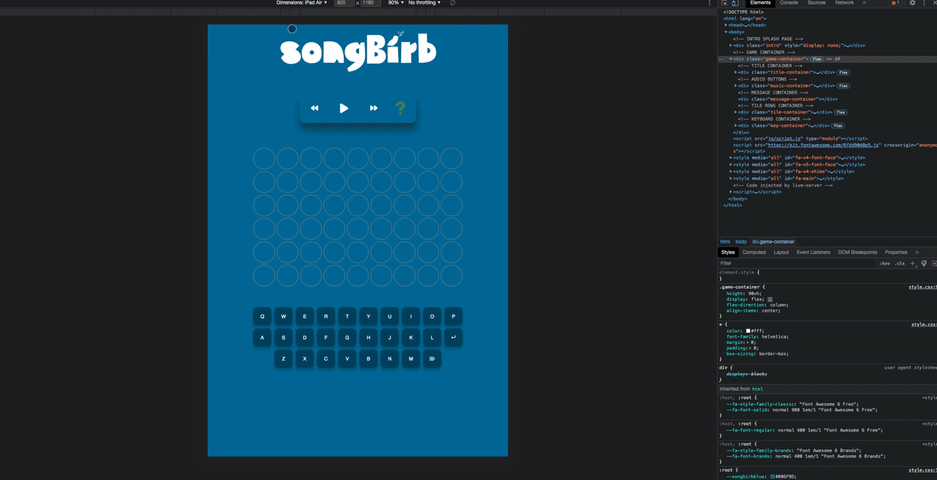 Dimensions: iPad Air ▾ 820 × 1180 90% ▾ No throttling ▾
songBirb
?
Q W E R T Y U I O P
A S D F G H J K L
Z X C V B N M
Elements Console Sources Network »
<!DOCTYPE html>
<html lang="en">
<head>…</head>
<body>
<!-- INTRO SPLASH PAGE -->
<div class="intro" style="display: none;">…</div>
<!-- GAME CONTAINER -->
<div class="game-container"> flex == $0
<!-- TITLE CONTAINER -->
<div class="title-container">…</div> flex
<!-- AUDIO BUTTONS -->
<div class="music-container">…</div> flex
<!-- MESSAGE CONTAINER -->
<div class="message-container"></div>
<!-- TILE ROWS CONTAINER -->
<div class="tile-container">…</div> flex
<!-- KEYBOARD CONTAINER -->
<div class="key-container">…</div> flex
</div>
<script src="js/script.js" type="module"></script>
crossorigin="anonym
s></script>
<style media="all" id="fa-v4-font-face">…</style>
<style media="all" id="fa-v5-font-face">…</style>
<style media="all" id="fa-v4-shims">…</style>
<style media="all" id="fa-main">…</style>
<!-- Code injected by live-server -->
<script>…</script>
</body>
</html>
html body div.game-container
Styles Computed Layout Event Listeners DOM Breakpoints Properties »
Filter :hov .cls +
element.style {
}
.game-container { style.css:
height: 90vh;
display: flex;
flex-direction: column;
align-items: center;
}
* { style.css:
color: #fff;
font-family: helvetica;
margin: 0;
padding: 0;
box-sizing: border-box;
}
div { user agent styleshee
display: block;
}
Inherited from html
:host, :root { <style
--fa-style-family-classic: "Font Awesome 6 Free";
--fa-font-solid: normal 900 1em/1 "Font Awesome 6 Free";
}
:host, :root { <style
--fa-font-regular: normal 400 1em/1 "Font Awesome 6 Free";
}
:host, :root { <style
--fa-style-family-brands: "Font Awesome 6 Brands";
--fa-font-brands: normal 400 1em/1 "Font Awesome 6 Brands";
}
:root { style.css:
--songbirbblue: #006F9D;